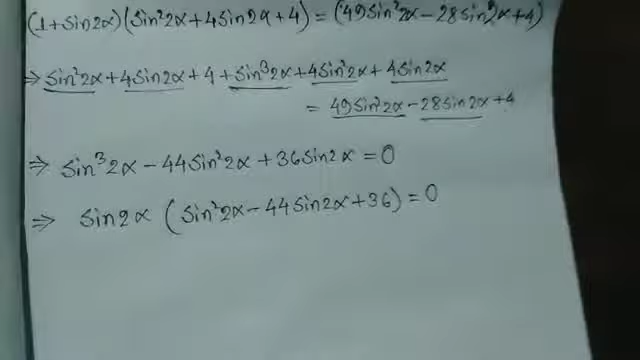 (1+sin2α)(sin²2α+4sin2α+4) = (49sin²2α-28sin2α+4)
⇒ sin²2α+4sin2α+4+sin³2α+4sin²2α+4sin2α
= 49sin²2α-28sin2α+4
⇒ sin³2α-44sin²2α+36sin2α=0
⇒ sin2α (sin²2α-44sin2α+36)=0